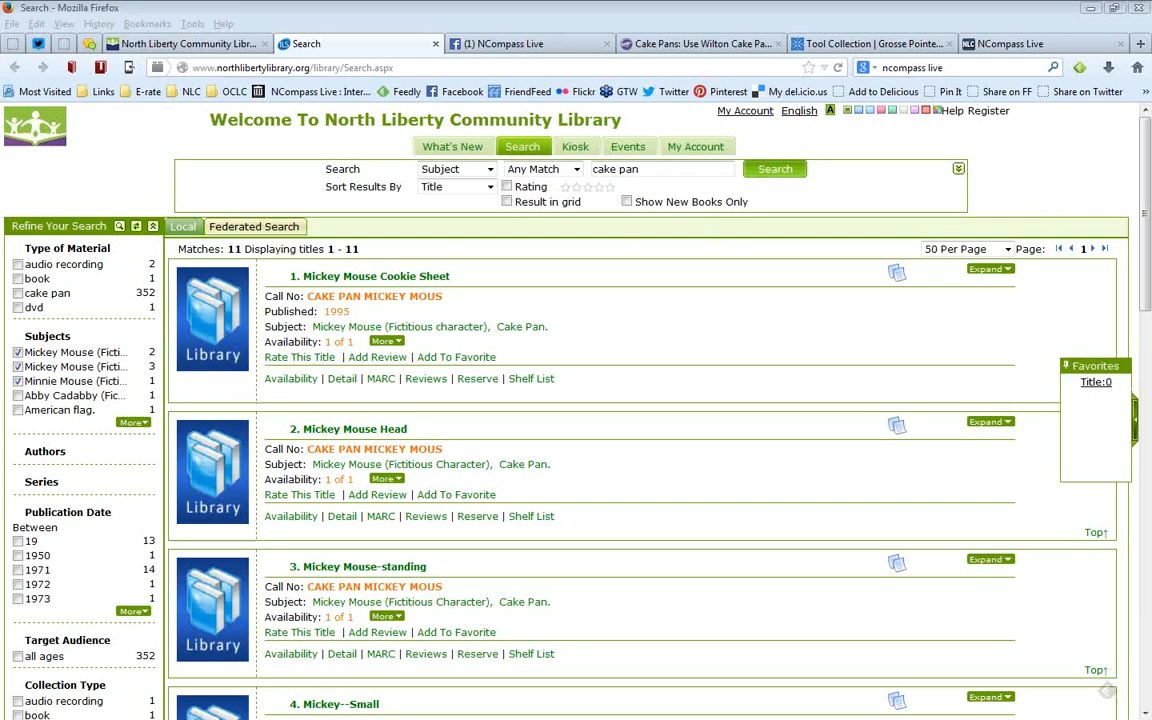 Search - Mozilla Firefox
File Edit View History Bookmarks Tools Help
North Liberty Community Libr... × Search × NCompass Live × Cake Pans: Use Wilton Cake Pa... × Tool Collection | Grosse Pointe... × NLC NCompass Live × +
www.northlibertylibrary.org/library/Search.aspx ncompass live
Most Visited Links E-rate NLC OCLC NCompass Live : Inter... Feedly Facebook FriendFeed Flickr GTW Twitter Pinterest My del.icio.us Add to Delicious Pin It Share on FF Share on Twitter »
Welcome To North Liberty Community Library
My Account English A Help Register
What's New Search Kiosk Events My Account
Search Subject Any Match cake pan Search
Sort Results By Title Rating
Result in grid Show New Books Only
Refine Your Search Local Federated Search
Matches: 11 Displaying titles 1 - 11 50 Per Page Page: 1
Type of Material
audio recording 2
book 1
cake pan 352
dvd 1
Subjects
Mickey Mouse (Ficti... 2
Mickey Mouse (Ficti... 3
Minnie Mouse (Ficti... 1
Abby Cadabby (Fic... 1
American flag. 1
More
Authors
Series
Publication Date
Between
19 13
1950 1
1971 14
1972 1
1973 1
More
Target Audience
all ages 352
Collection Type
audio recording 1
book 1
Library
1. Mickey Mouse Cookie Sheet Expand
Call No: CAKE PAN MICKEY MOUS
Published: 1995
Subject: Mickey Mouse (Fictitious character), Cake Pan.
Availability: 1 of 1 More
Rate This Title | Add Review | Add To Favorite
Availability | Detail | MARC | Reviews | Reserve | Shelf List
Library
2. Mickey Mouse Head Expand
Call No: CAKE PAN MICKEY MOUS
Subject: Mickey Mouse (Fictitious Character), Cake Pan.
Availability: 1 of 1 More
Rate This Title | Add Review | Add To Favorite
Availability | Detail | MARC | Reviews | Reserve | Shelf List
Top↑
Library
3. Mickey Mouse-standing Expand
Call No: CAKE PAN MICKEY MOUS
Subject: Mickey Mouse (Fictitious Character), Cake Pan.
Availability: 1 of 1 More
Rate This Title | Add Review | Add To Favorite
Availability | Detail | MARC | Reviews | Reserve | Shelf List
Top↑
4. Mickey--Small Expand
Favorites
Title:0